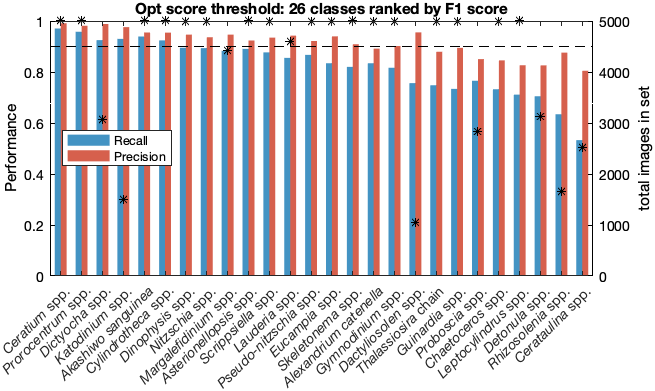 Opt score threshold: 26 classes ranked by F1 score
1
0.8
0.6
0.4
0.2
0
Performance
5000
4000
3000
2000
1000
0
total images in set
Recall
Precision
Ceratium spp.
Prorocentrum spp.
Dictyocha spp.
Katodinium spp.
Akashiwo sanguinea
Cylindrotheca spp.
Dinophysis spp.
Nitzschia spp.
Margalefidinium spp.
Asterionellopsis spp.
Scrippsiella spp.
Lauderia spp.
Pseudo-nitzschia spp.
Eucampia spp.
Skeletonema spp.
Alexandrium catenella
Gymnodinium spp.
Dactyliosolen spp.
Thalassiosira chain
Guinardia spp.
Proboscia spp.
Chaetoceros spp.
Leptocylindrus spp.
Detonula spp.
Rhizosolenia spp.
Cerataulina spp.